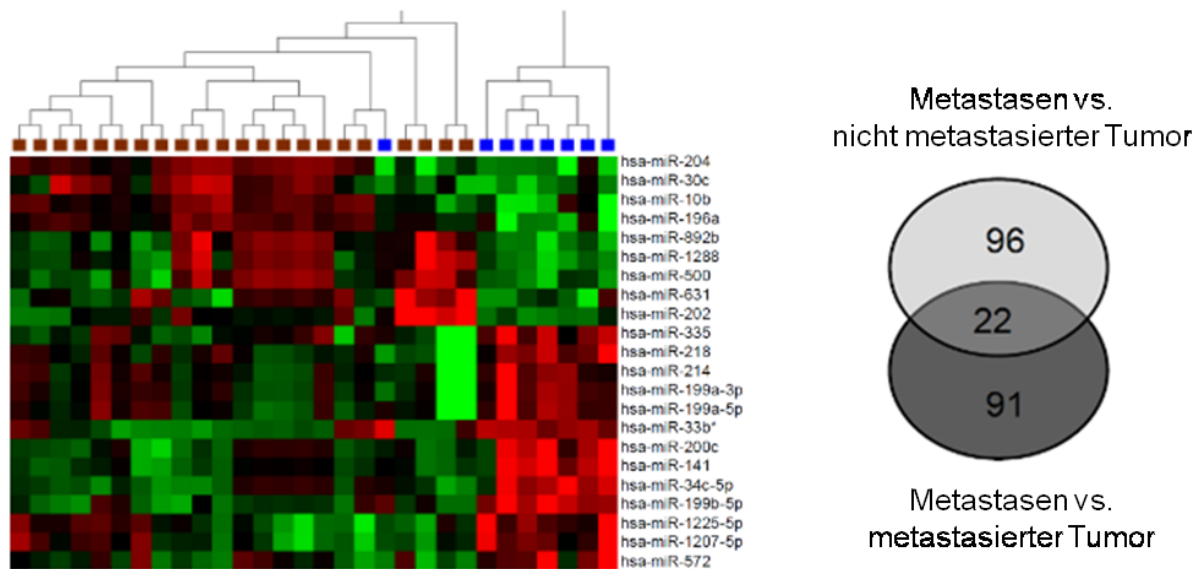 hsa-miR-204
hsa-miR-30c
hsa-miR-10b
hsa-miR-196a
hsa-miR-892b
hsa-miR-1288
hsa-miR-500
hsa-miR-631
hsa-miR-202
hsa-miR-335
hsa-miR-218
hsa-miR-214
hsa-miR-199a-3p
hsa-miR-199a-5p
hsa-miR-33b*
hsa-miR-200c
hsa-miR-141
hsa-miR-34c-5p
hsa-miR-199b-5p
hsa-miR-1225-5p
hsa-miR-1207-5p
hsa-miR-572
Metastasen vs.
nicht metastasierter Tumor
96
22
91
Metastasen vs.
metastasierter Tumor